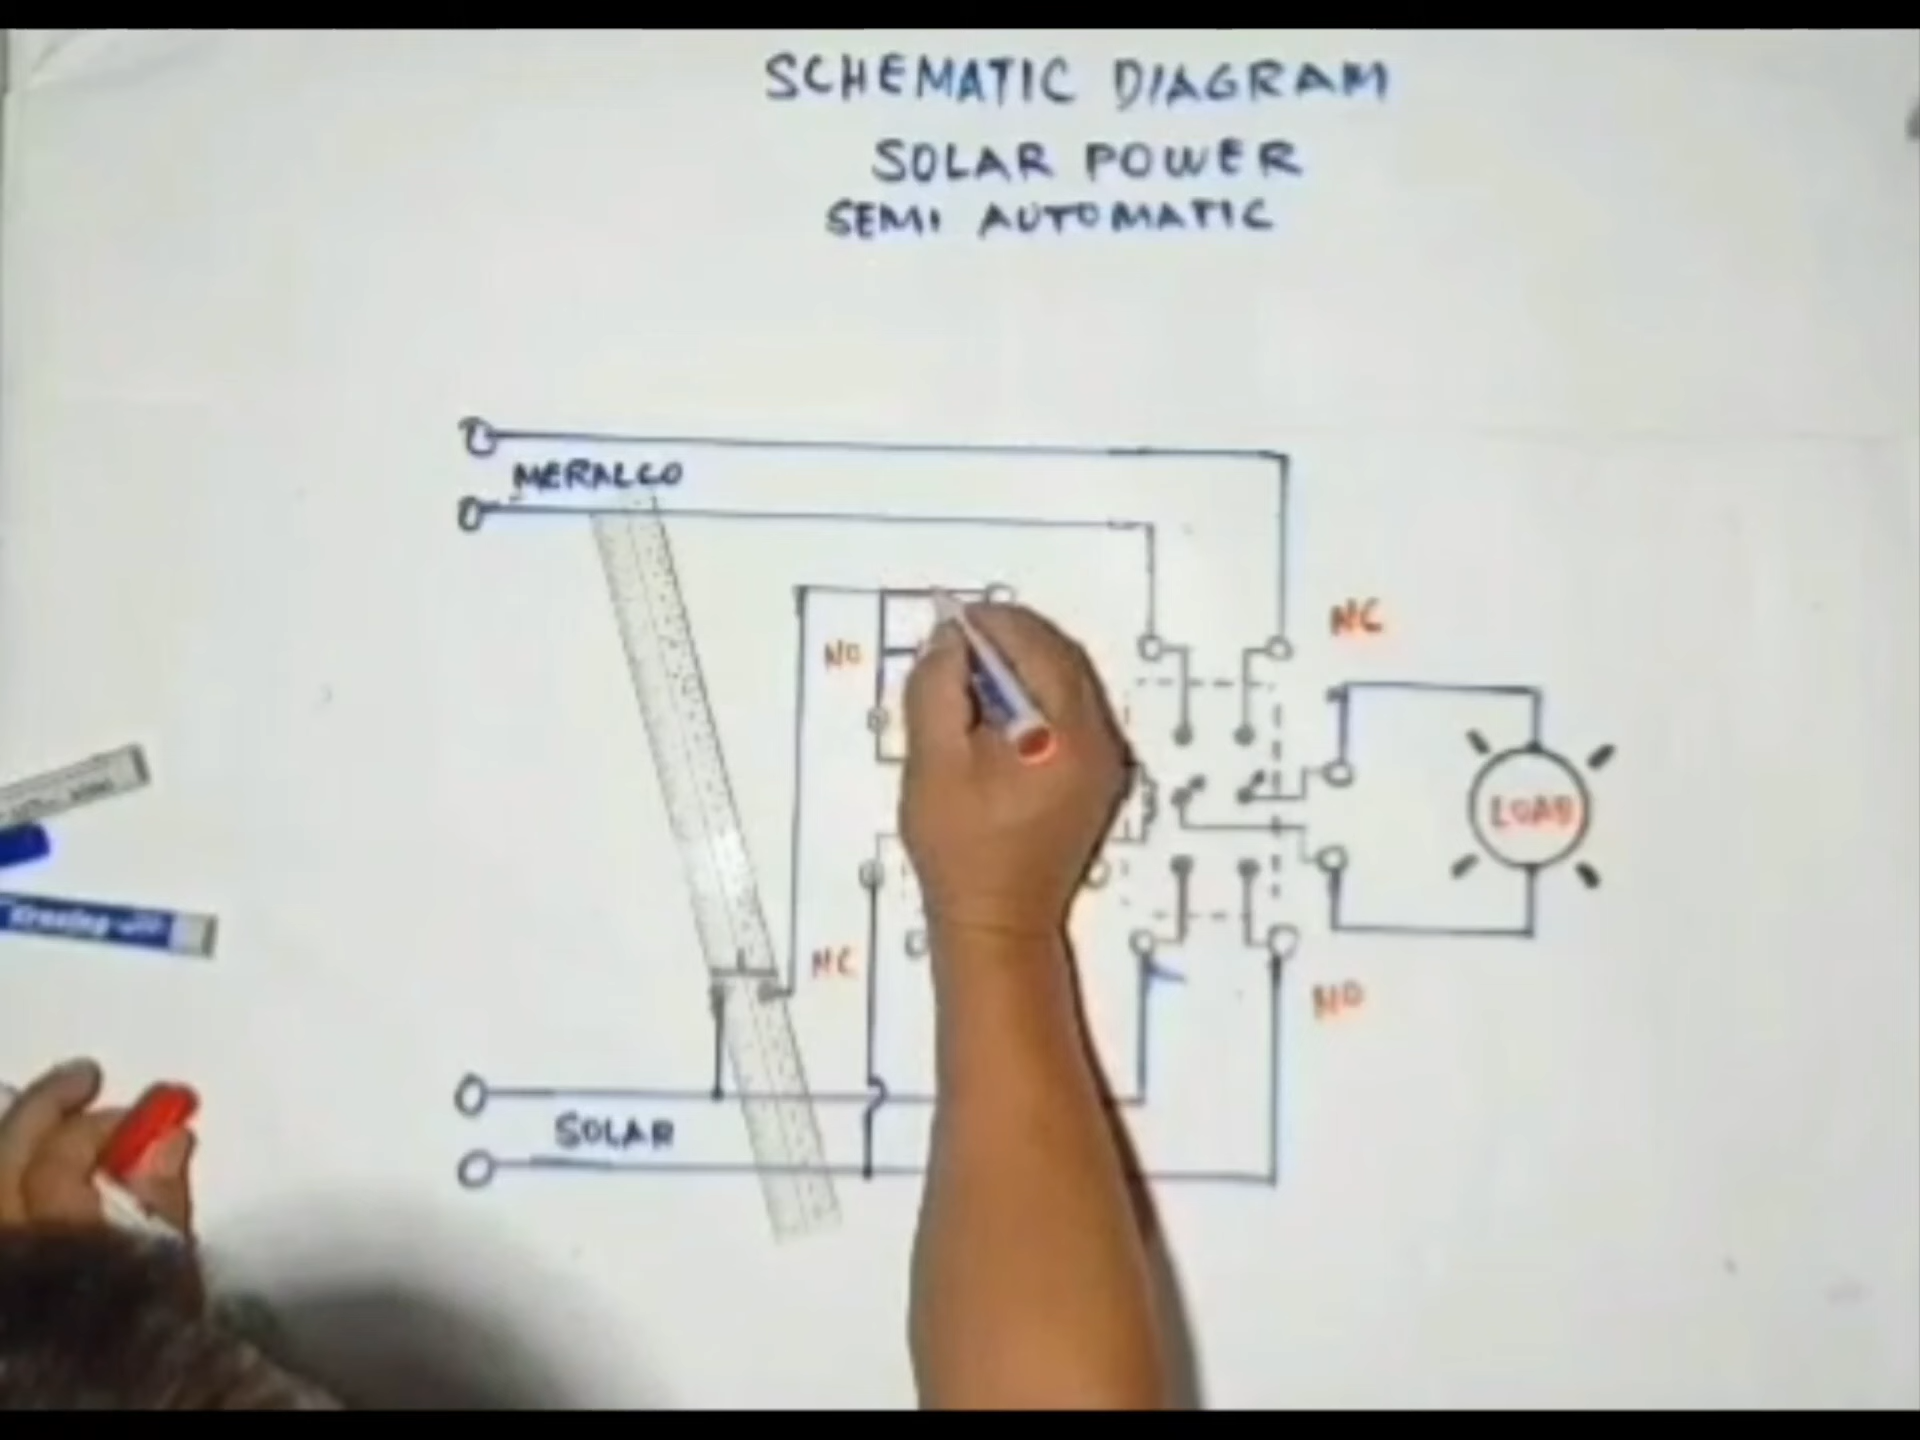 SCHEMATIC DIAGRAM
SOLAR POWER
SEMI AUTOMATIC
MERALCO
NC
NO
LOAD
NC
NO
SOLAR